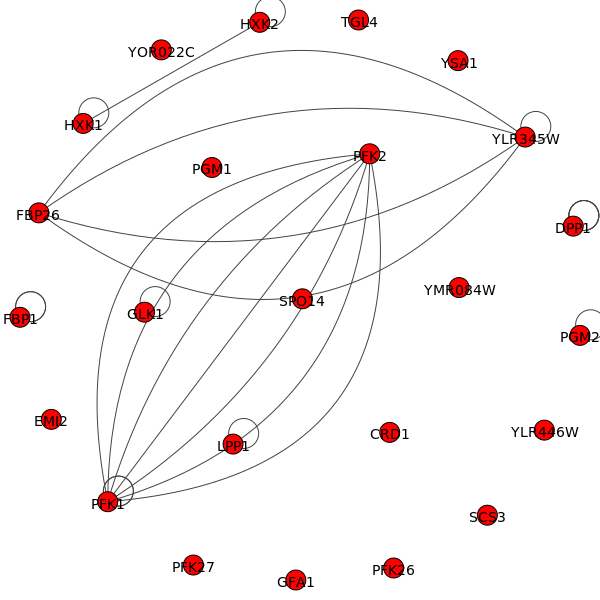 HXK2
TGL4
YOR022C
YSA1
HXK1
YLR345W
PFK2
PGM1
FBP26
DPP1
YMR084W
SPO14
GLK1
FBP1
PGM2
EMI2
CRD1
YLR446W
LPP1
PFK1
SCS3
PFK27
PFK26
GFA1